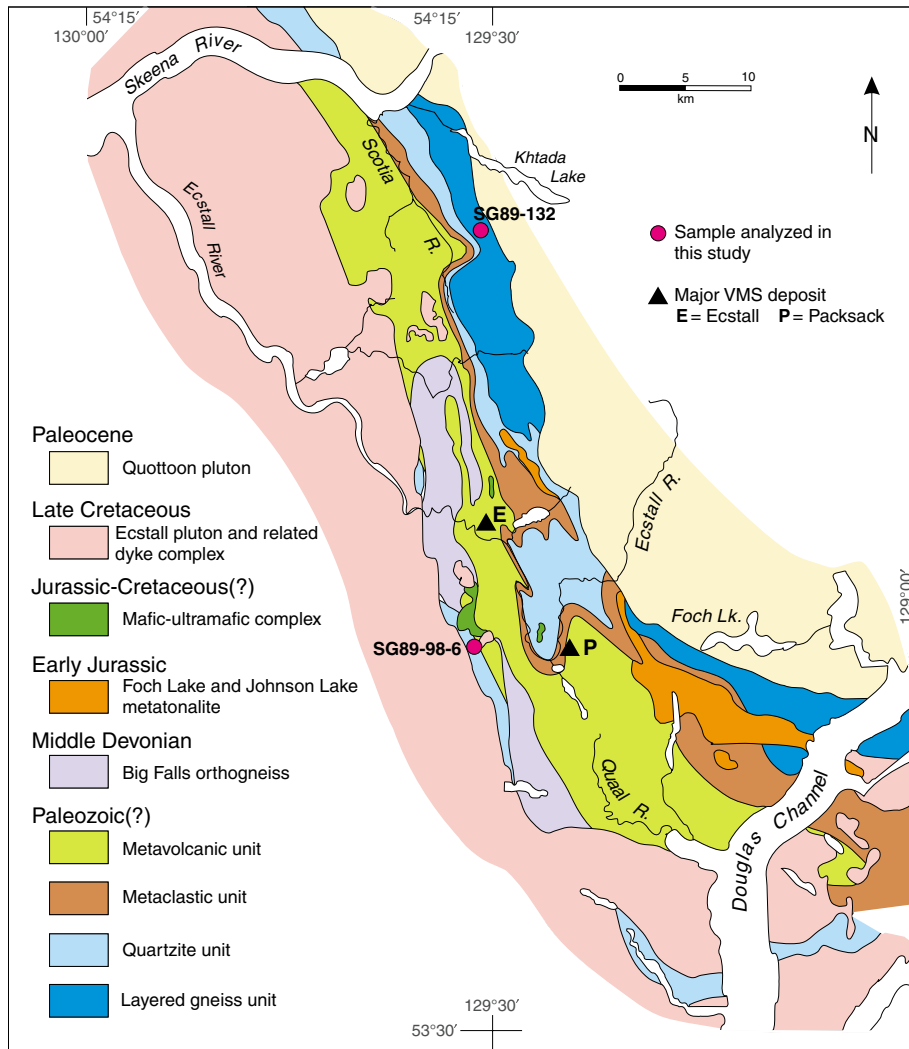 54°15′
54°15′
130°00′
129°30′
Skeena River
0 5 10
km
N
Khtada
Lake
Scotia
R.
SG89-132
Ecstall
River
Sample analyzed in
this study
Major VMS deposit
E = Ecstall P = Packsack
Paleocene
Quottoon pluton
Late Cretaceous
Ecstall pluton and related
dyke complex
Jurassic-Cretaceous(?)
Mafic-ultramafic complex
Early Jurassic
Foch Lake and Johnson Lake
metatonalite
Middle Devonian
Big Falls orthogneiss
Paleozoic(?)
Metavolcanic unit
Metaclastic unit
Quartzite unit
Layered gneiss unit
E
Ecstall R.
129°00′
Foch Lk.
SG89-98-6
P
Quaal
R.
Douglas Channel
129°30′
53°30′